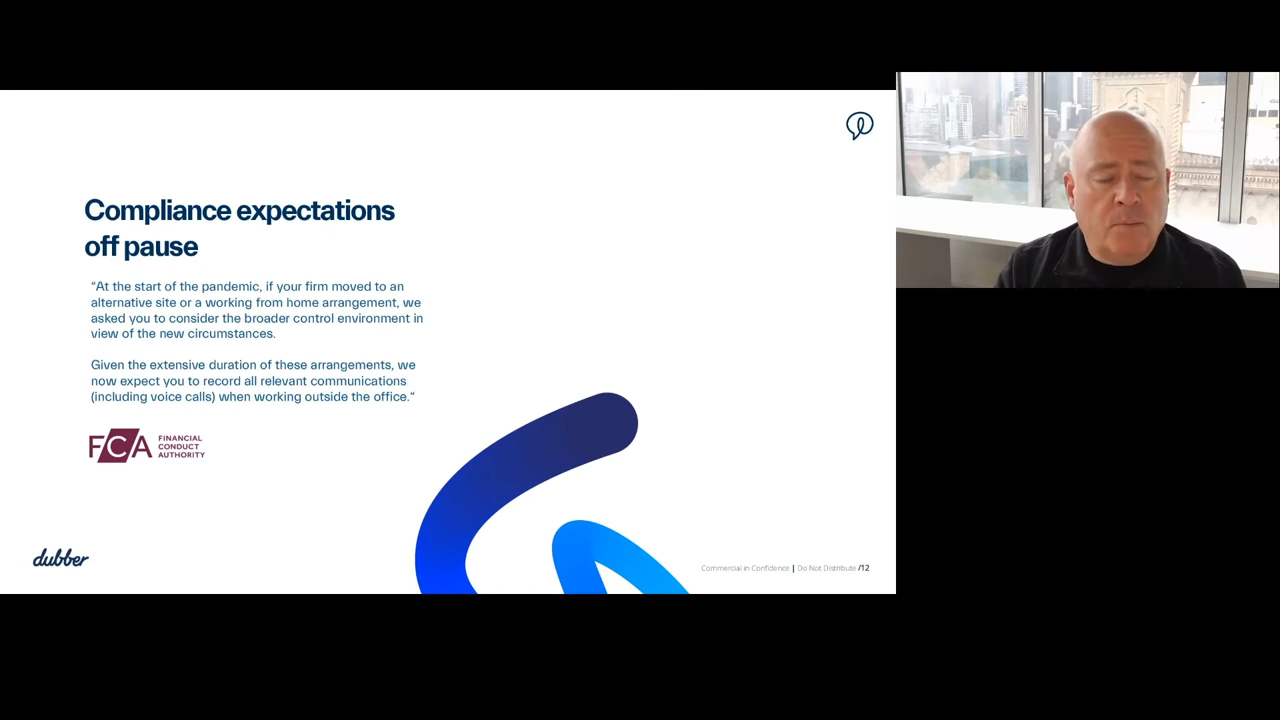 Compliance expectations
off pause
“At the start of the pandemic, if your firm moved to an
alternative site or a working from home arrangement, we
asked you to consider the broader control environment in
view of the new circumstances.
Given the extensive duration of these arrangements, we
now expect you to record all relevant communications
(including voice calls) when working outside the office.“
FCA FINANCIAL
CONDUCT
AUTHORITY
dubber
Commercial in Confidence | Do Not Distribute /12